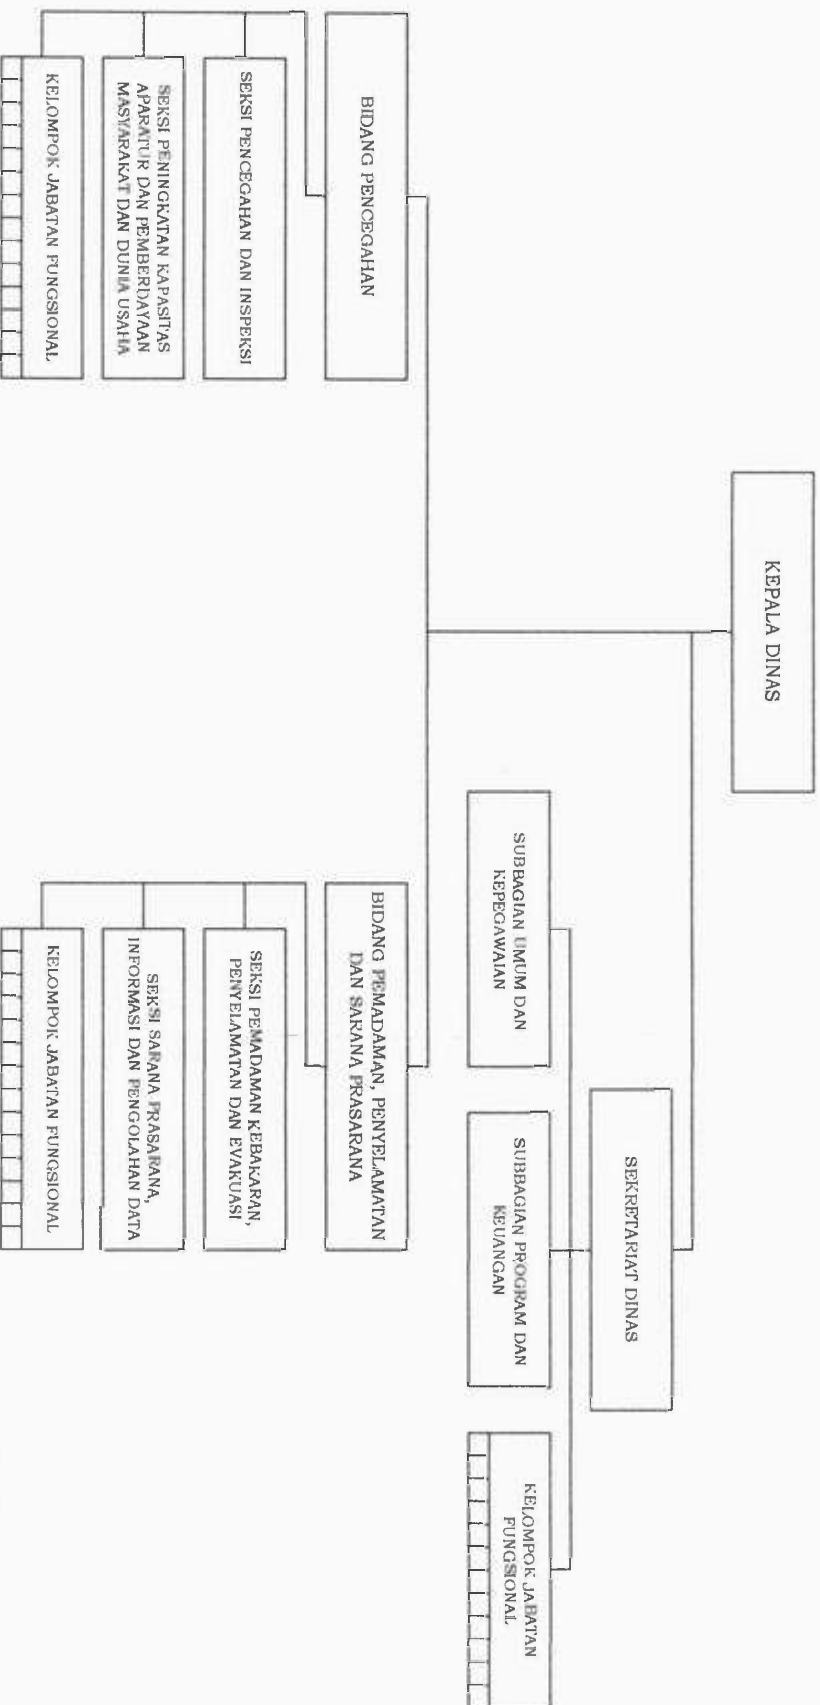 KEPALA DINAS
SEKRETARIAT DINAS
SUBBAGIAN UMUM DAN
KEPEGAWAIAN
SUBBAGIAN PROGRAM DAN
KEUANGAN
KELOMPOK JABATAN
FUNGSIONAL
BIDANG PENCEGAHAN
SEKSI PENCEGAHAN DAN INSPEKSI
SEKSI PENINGKATAN KAPASITAS
APARATUR DAN PEMBERDAYAAN
MASYARAKAT DAN DUNIA USAHA
KELOMPOK JABATAN FUNGSIONAL
BIDANG PEMADAMAN, PENYELAMATAN
DAN SARANA PRASARANA
SEKSI PEMADAMAN KEBAKARAN,
PENYELAMATAN DAN EVAKUASI
SEKSI SARANA PRASARANA,
INFORMASI DAN PENGOLAHAN DATA
KELOMPOK JABATAN FUNGSIONAL